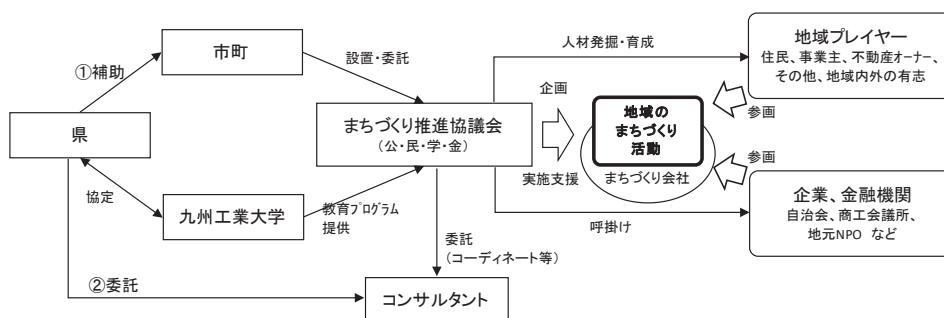 県
①補助
市町
設置・委託
協定
九州工業大学
教育プログラム
提供
②委託
まちづくり推進協議会
（公・民・学・金）
委託
（コーディネート等）
コンサルタント
人材発掘・育成
企画
実施支援
呼掛け
地域の
まちづくり
活動
まちづくり会社
参画
参画
地域プレイヤー
住民、事業主、不動産オーナー、
その他、地域内外の有志
企業、金融機関
自治会、商工会議所、
地元NPO など